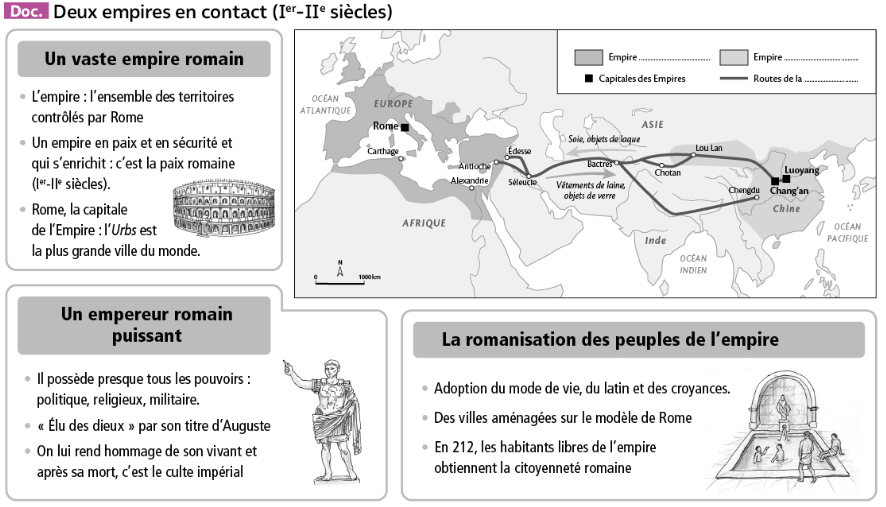 Doc. Deux empires en contact (Ier-IIe siècles)
Un vaste empire romain
• L'empire : l'ensemble des territoires
contrôlés par Rome
• Un empire en paix et en sécurité et
qui s'enrichit : c'est la paix romaine
(Ier-IIe siècles).
• Rome, la capitale
de l'Empire : l'Urbs est
la plus grande ville du monde.
Empire ........................
Empire ........................
Capitales des Empires
Routes de la ..................
OCÉAN
ATLANTIQUE
EUROPE
Rome
Carthage
Alexandrie
Antioche
Édesse
Séleucie
AFRIQUE
ASIE
Soie, objets de laque
Bactres
Vêtements de laine,
objets de verre
Chotan
Lou Lan
Luoyang
Chang'an
Chengdu
Chine
Inde
OCÉAN
INDIEN
OCÉAN
PACIFIQUE
N
0 1000 km
Un empereur romain
puissant
• Il possède presque tous les pouvoirs :
politique, religieux, militaire.
• « Élu des dieux » par son titre d'Auguste
• On lui rend hommage de son vivant et
après sa mort, c'est le culte impérial
La romanisation des peuples de l'empire
• Adoption du mode de vie, du latin et des croyances.
• Des villes aménagées sur le modèle de Rome
• En 212, les habitants libres de l'empire
obtiennent la citoyenneté romaine